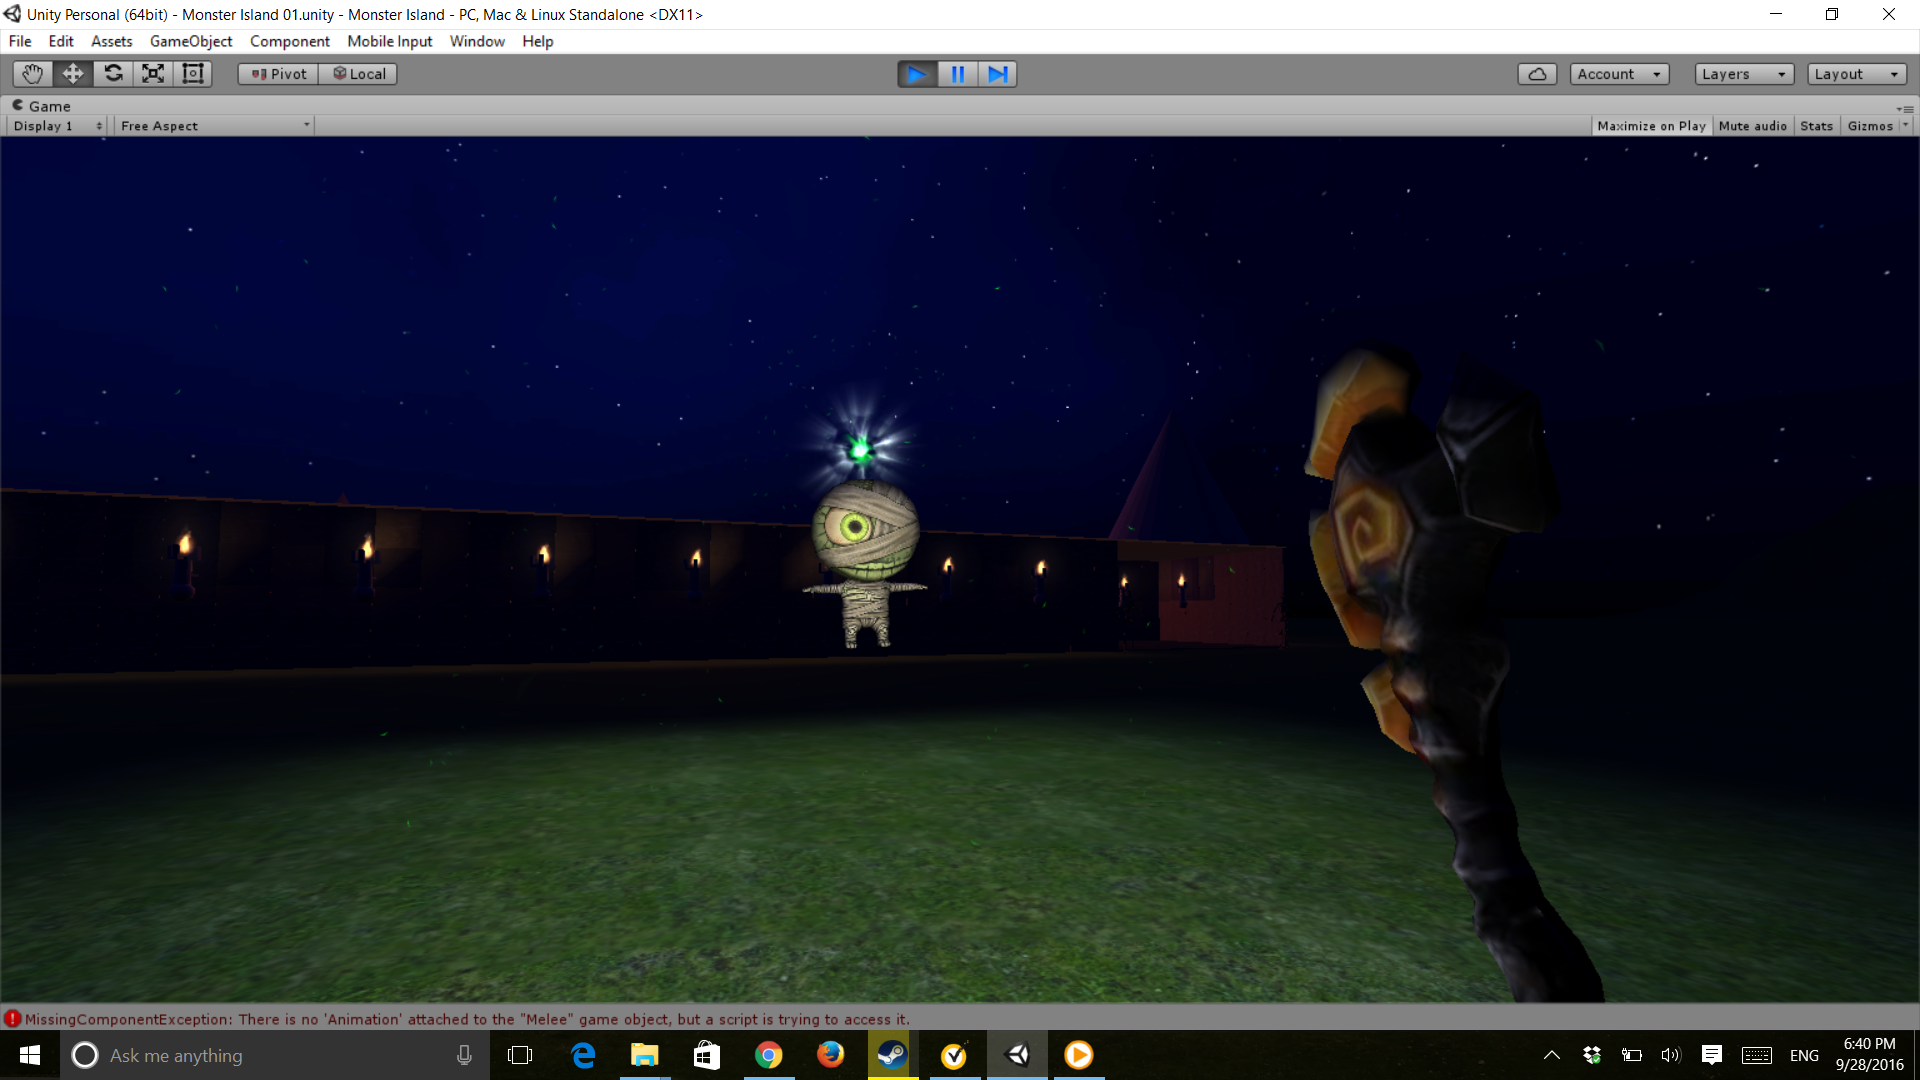 Unity Personal (64bit) - Monster Island 01.unity - Monster Island - PC, Mac & Linux Standalone <DX11>
File Edit Assets GameObject Component Mobile Input Window Help
Pivot Local Account Layers Layout
Game
Display 1 Free Aspect Maximize on Play Mute audio Stats Gizmos
MissingComponentException: There is no 'Animation' attached to the "Melee" game object, but a script is trying to access it.
Ask me anything ENG 6:40 PM
9/28/2016